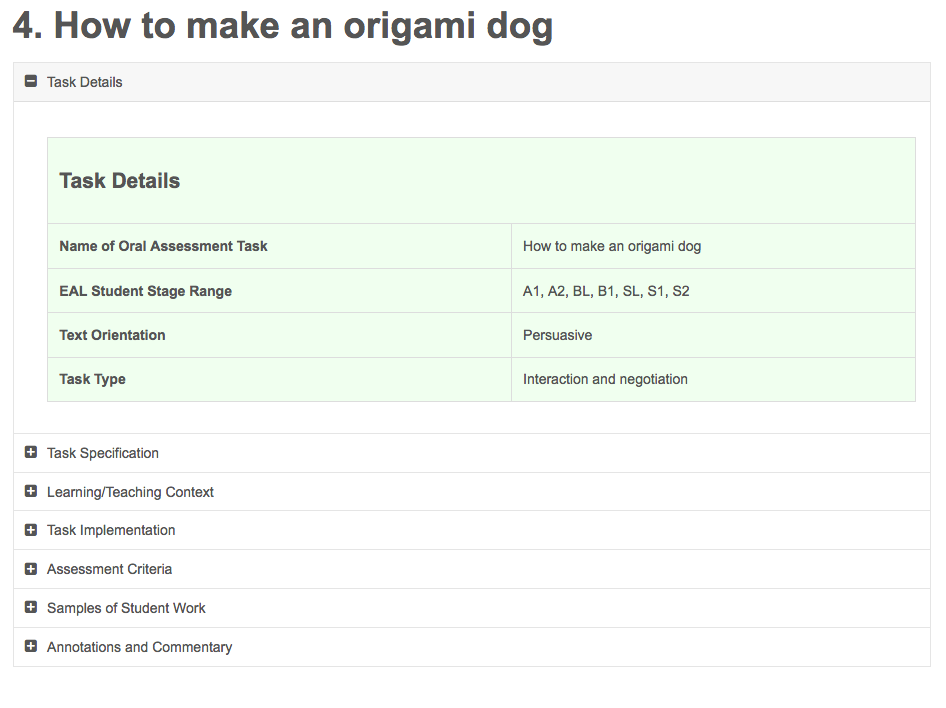 4. How to make an origami dog
Task Details
Task Details
Name of Oral Assessment Task How to make an origami dog
EAL Student Stage Range A1, A2, BL, B1, SL, S1, S2
Text Orientation Persuasive
Task Type Interaction and negotiation
Task Specification
Learning/Teaching Context
Task Implementation
Assessment Criteria
Samples of Student Work
Annotations and Commentary